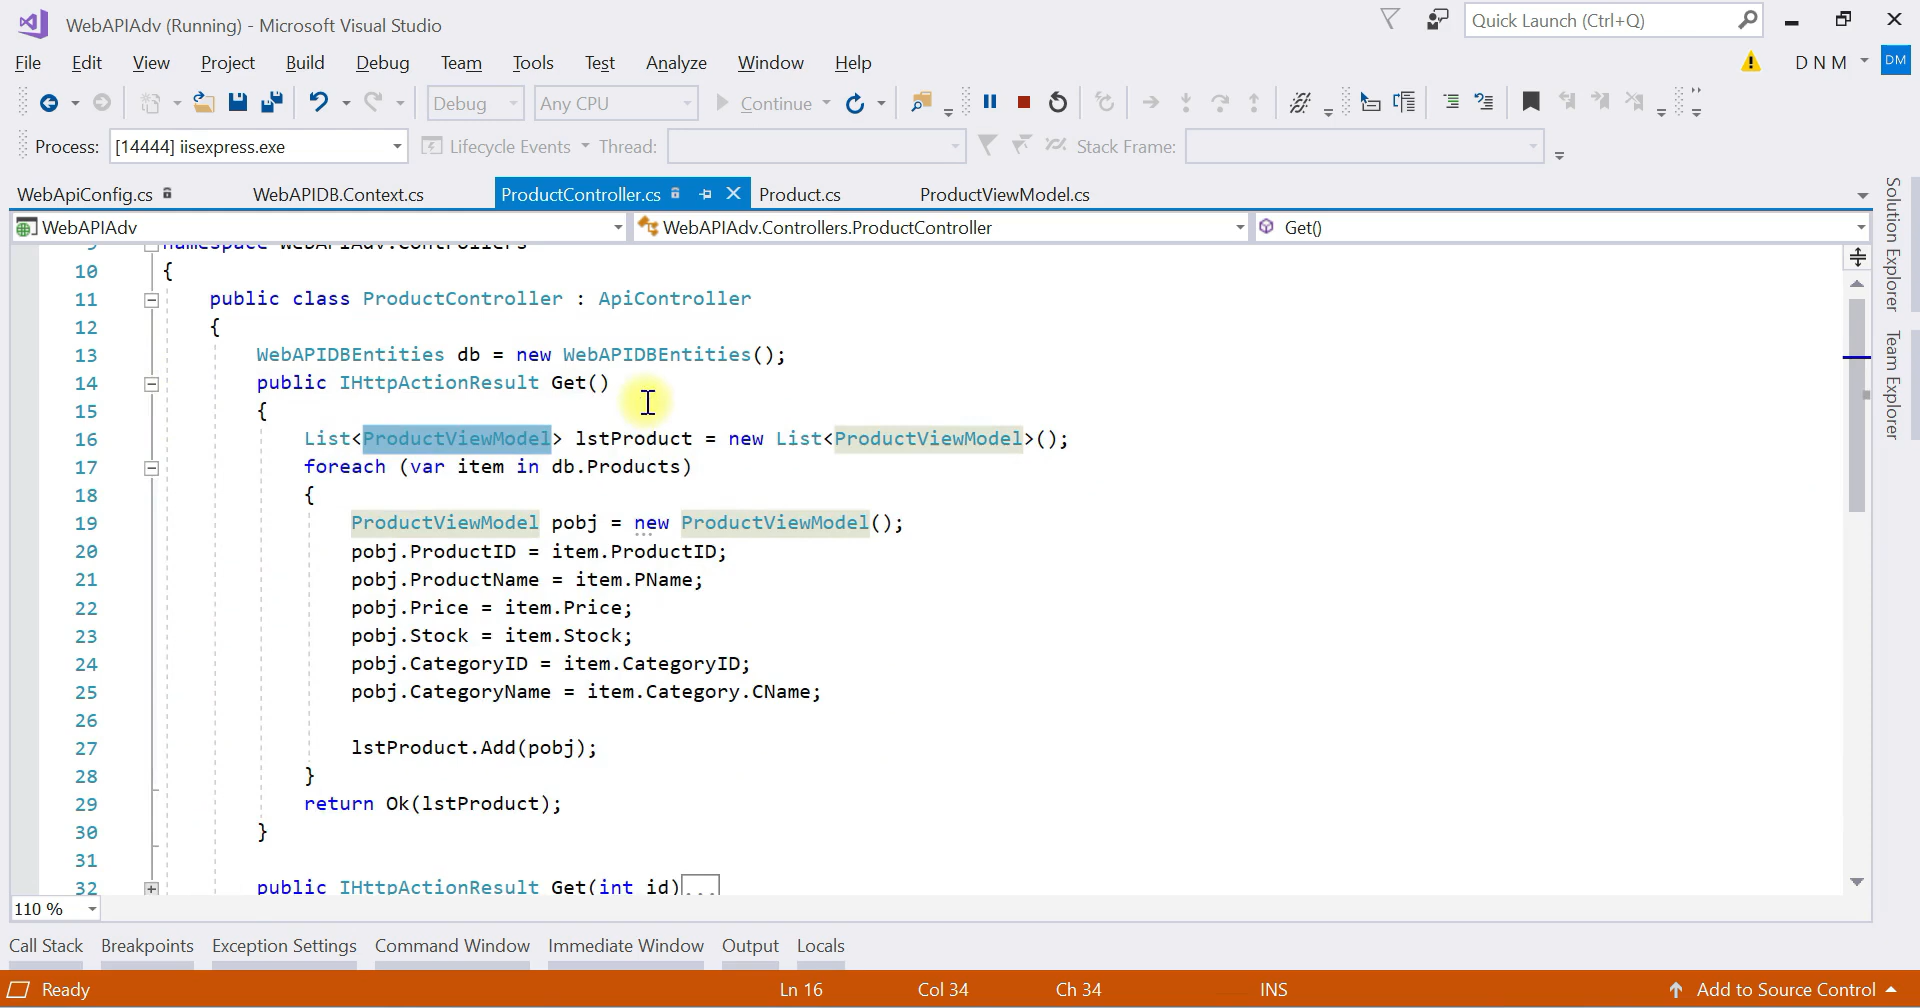 WebAPIAdv (Running) - Microsoft Visual Studio
Quick Launch (Ctrl+Q)
File Edit View Project Build Debug Team Tools Test Analyze Window Help
D N M DM
Debug Any CPU Continue
Process: [14444] iisexpress.exe Lifecycle Events Thread: Stack Frame:
WebApiConfig.cs WebAPIDB.Context.cs ProductController.cs Product.cs ProductViewModel.cs
WebAPIAdv WebAPIAdv.Controllers.ProductController Get()
9 namespace WebAPIAdv.Controllers
10 {
11 public class ProductController : ApiController
12 {
13 WebAPIDBEntities db = new WebAPIDBEntities();
14 public IHttpActionResult Get()
15 {
16 List<ProductViewModel> lstProduct = new List<ProductViewModel>();
17 foreach (var item in db.Products)
18 {
19 ProductViewModel pobj = new ProductViewModel();
20 pobj.ProductID = item.ProductID;
21 pobj.ProductName = item.PName;
22 pobj.Price = item.Price;
23 pobj.Stock = item.Stock;
24 pobj.CategoryID = item.CategoryID;
25 pobj.CategoryName = item.Category.CName;
26
27 lstProduct.Add(pobj);
28 }
29 return Ok(lstProduct);
30 }
31
32 public IHttpActionResult Get(int id)...
110 %
Solution Explorer
Team Explorer
Call Stack Breakpoints Exception Settings Command Window Immediate Window Output Locals
Ready Ln 16 Col 34 Ch 34 INS Add to Source Control